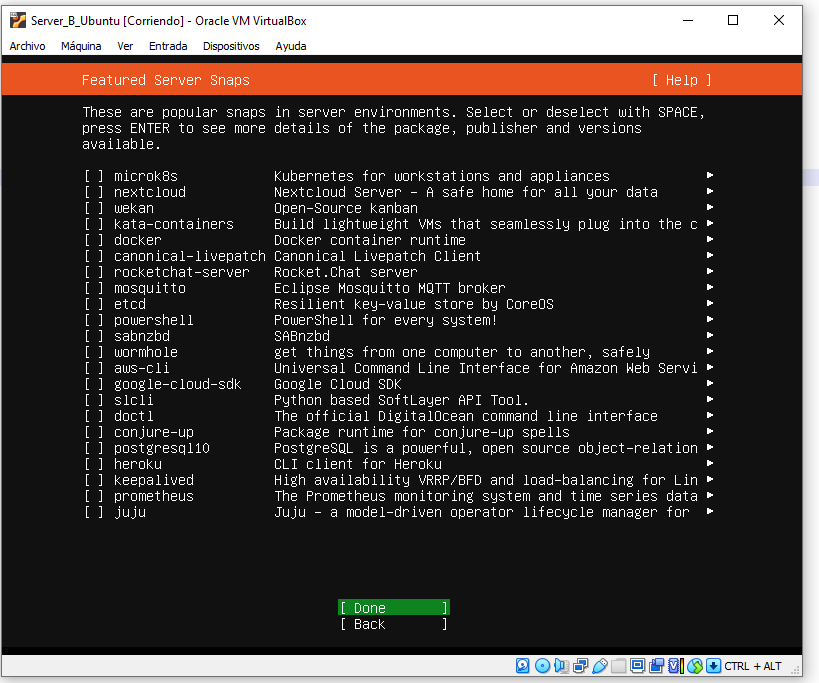 Server_B_Ubuntu [Corriendo] - Oracle VM VirtualBox
Archivo Máquina Ver Entrada Dispositivos Ayuda
Featured Server Snaps [ Help ]
These are popular snaps in server environments. Select or deselect with SPACE,
press ENTER to see more details of the package, publisher and versions
available.
[ ] microk8s Kubernetes for workstations and appliances ▸
[ ] nextcloud Nextcloud Server - A safe home for all your data ▸
[ ] wekan Open-Source kanban ▸
[ ] kata-containers Build lightweight VMs that seamlessly plug into the c ▸
[ ] docker Docker container runtime ▸
[ ] canonical-livepatch Canonical Livepatch Client ▸
[ ] rocketchat-server Rocket.Chat server ▸
[ ] mosquitto Eclipse Mosquitto MQTT broker ▸
[ ] etcd Resilient key-value store by CoreOS ▸
[ ] powershell PowerShell for every system! ▸
[ ] sabnzbd SABnzbd ▸
[ ] wormhole get things from one computer to another, safely ▸
[ ] aws-cli Universal Command Line Interface for Amazon Web Servi ▸
[ ] google-cloud-sdk Google Cloud SDK ▸
[ ] slcli Python based SoftLayer API Tool. ▸
[ ] doctl The official DigitalOcean command line interface ▸
[ ] conjure-up Package runtime for conjure-up spells ▸
[ ] postgresql10 PostgreSQL is a powerful, open source object-relation ▸
[ ] heroku CLI client for Heroku ▸
[ ] keepalived High availability VRRP/BFD and load-balancing for Lin ▸
[ ] prometheus The Prometheus monitoring system and time series data ▸
[ ] juju Juju - a model-driven operator lifecycle manager for ▸
[ Done ]
[ Back ]
CTRL + ALT